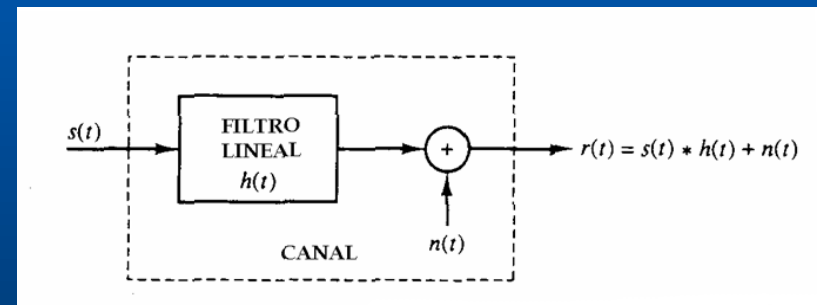 s(t)
FILTRO
LINEAL
h(t)
+
r(t) = s(t) * h(t) + n(t)
n(t)
CANAL